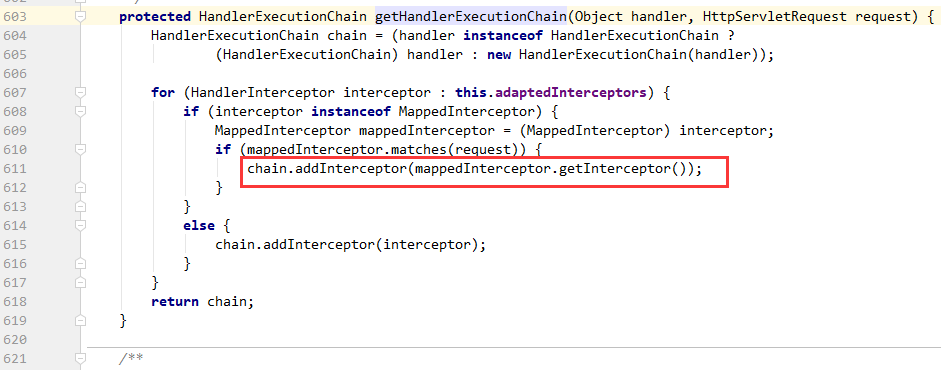 603 protected HandlerExecutionChain getHandlerExecutionChain(Object handler, HttpServletRequest request) {
604 HandlerExecutionChain chain = (handler instanceof HandlerExecutionChain ?
605 (HandlerExecutionChain) handler : new HandlerExecutionChain(handler));
606
607 for (HandlerInterceptor interceptor : this.adaptedInterceptors) {
608 if (interceptor instanceof MappedInterceptor) {
609 MappedInterceptor mappedInterceptor = (MappedInterceptor) interceptor;
610 if (mappedInterceptor.matches(request)) {
611 chain.addInterceptor(mappedInterceptor.getInterceptor());
612 }
613 }
614 else {
615 chain.addInterceptor(interceptor);
616 }
617 }
618 return chain;
619 }
620
621 /**